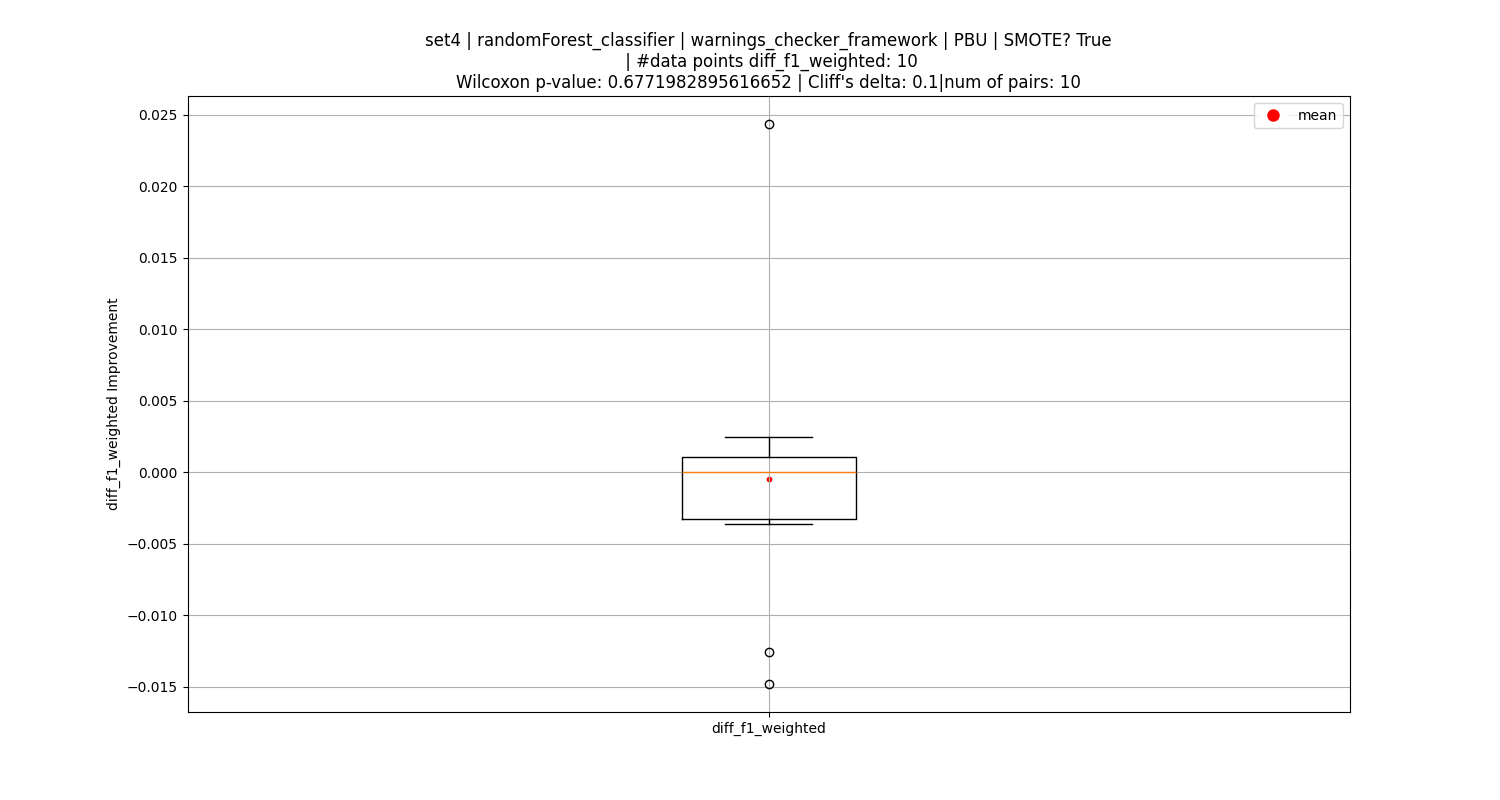 set4 | randomForest_classifier | warnings_checker_framework | PBU | SMOTE? True
| #data points diff_f1_weighted: 10
Wilcoxon p-value: 0.6771982895616652 | Cliff's delta: 0.1|num of pairs: 10
mean
0.025
0.020
0.015
0.010
0.005
0.000
−0.005
−0.010
−0.015
diff_f1_weighted Improvement
diff_f1_weighted